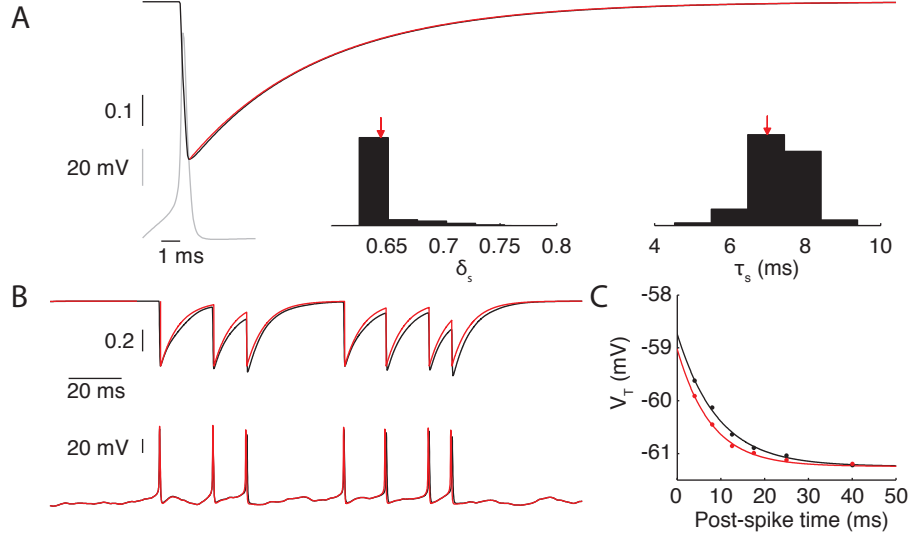 A
0.1
20 mV
1 ms
0.65 0.7 0.75 0.8
δs
4 6 8 10
τs (ms)
B
0.2
20 ms
20 mV
C
-58
-59
-60
-61
VT (mV)
0 10 20 30 40 50
Post-spike time (ms)